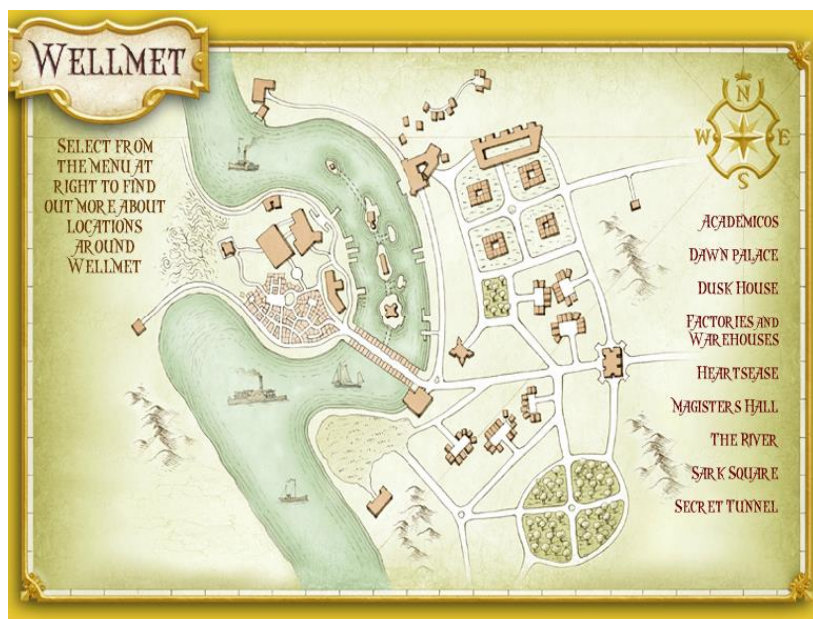 WELLMET
SELECT FROM
THE MENU AT
RIGHT TO FIND
OUT MORE ABOUT
LOCATIONS
AROUND
WELLMET
N
W E
S
ACADEMICOS
DAWN PALACE
DUSK HOUSE
FACTORIES AND
WAREHOUSES
HEARTSEASE
MAGISTERS HALL
THE RIVER
SARK SQUARE
SECRET TUNNEL